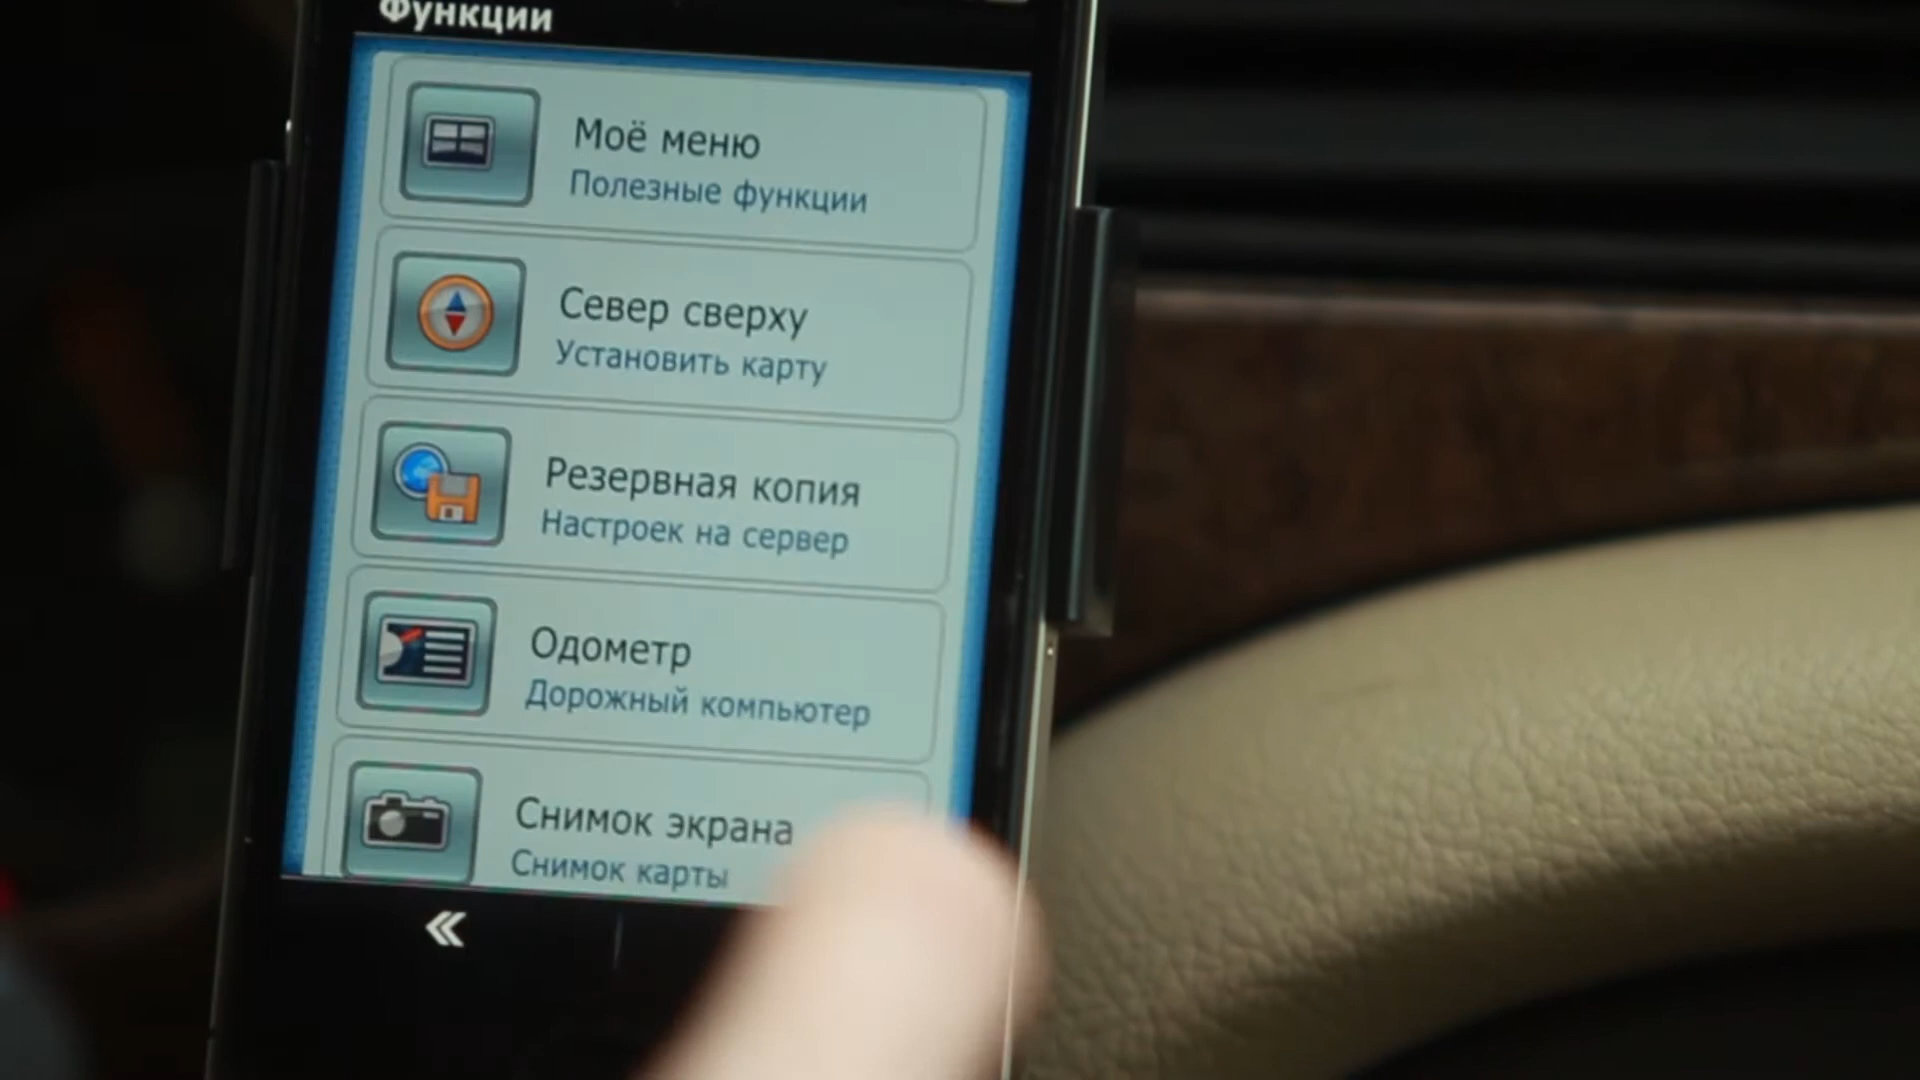 Функции
Моё меню
Полезные функции
Север сверху
Установить карту
Резервная копия
Настроек на сервер
Одометр
Дорожный компьютер
Снимок экрана
Снимок карты